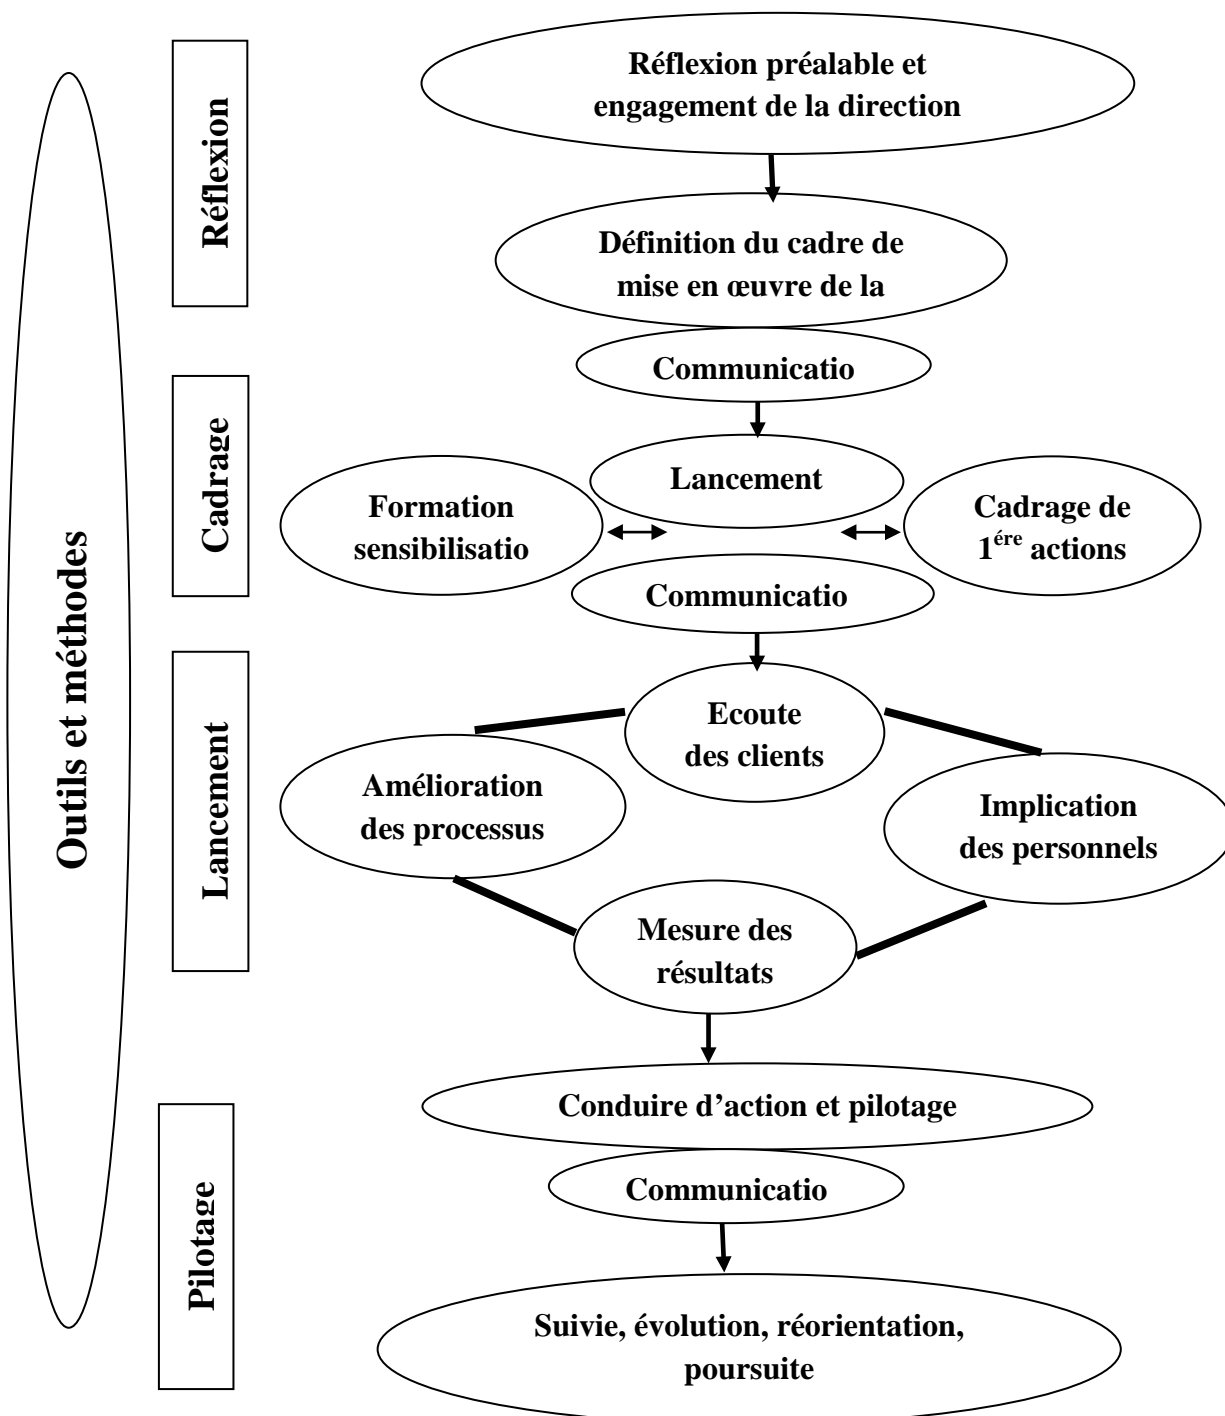 Réflexion préalable et
engagement de la direction
Réflexion
Définition du cadre de
mise en œuvre de la
Communicatio
Cadrage
Lancement
Formation
sensibilisatio
Cadrage de
1ére actions
Communicatio
Outils et méthodes
Lancement
Ecoute
des clients
Amélioration
des processus
Implication
des personnels
Mesure des
résultats
Conduire d’action et pilotage
Pilotage
Communicatio
Suivie, évolution, réorientation,
poursuite